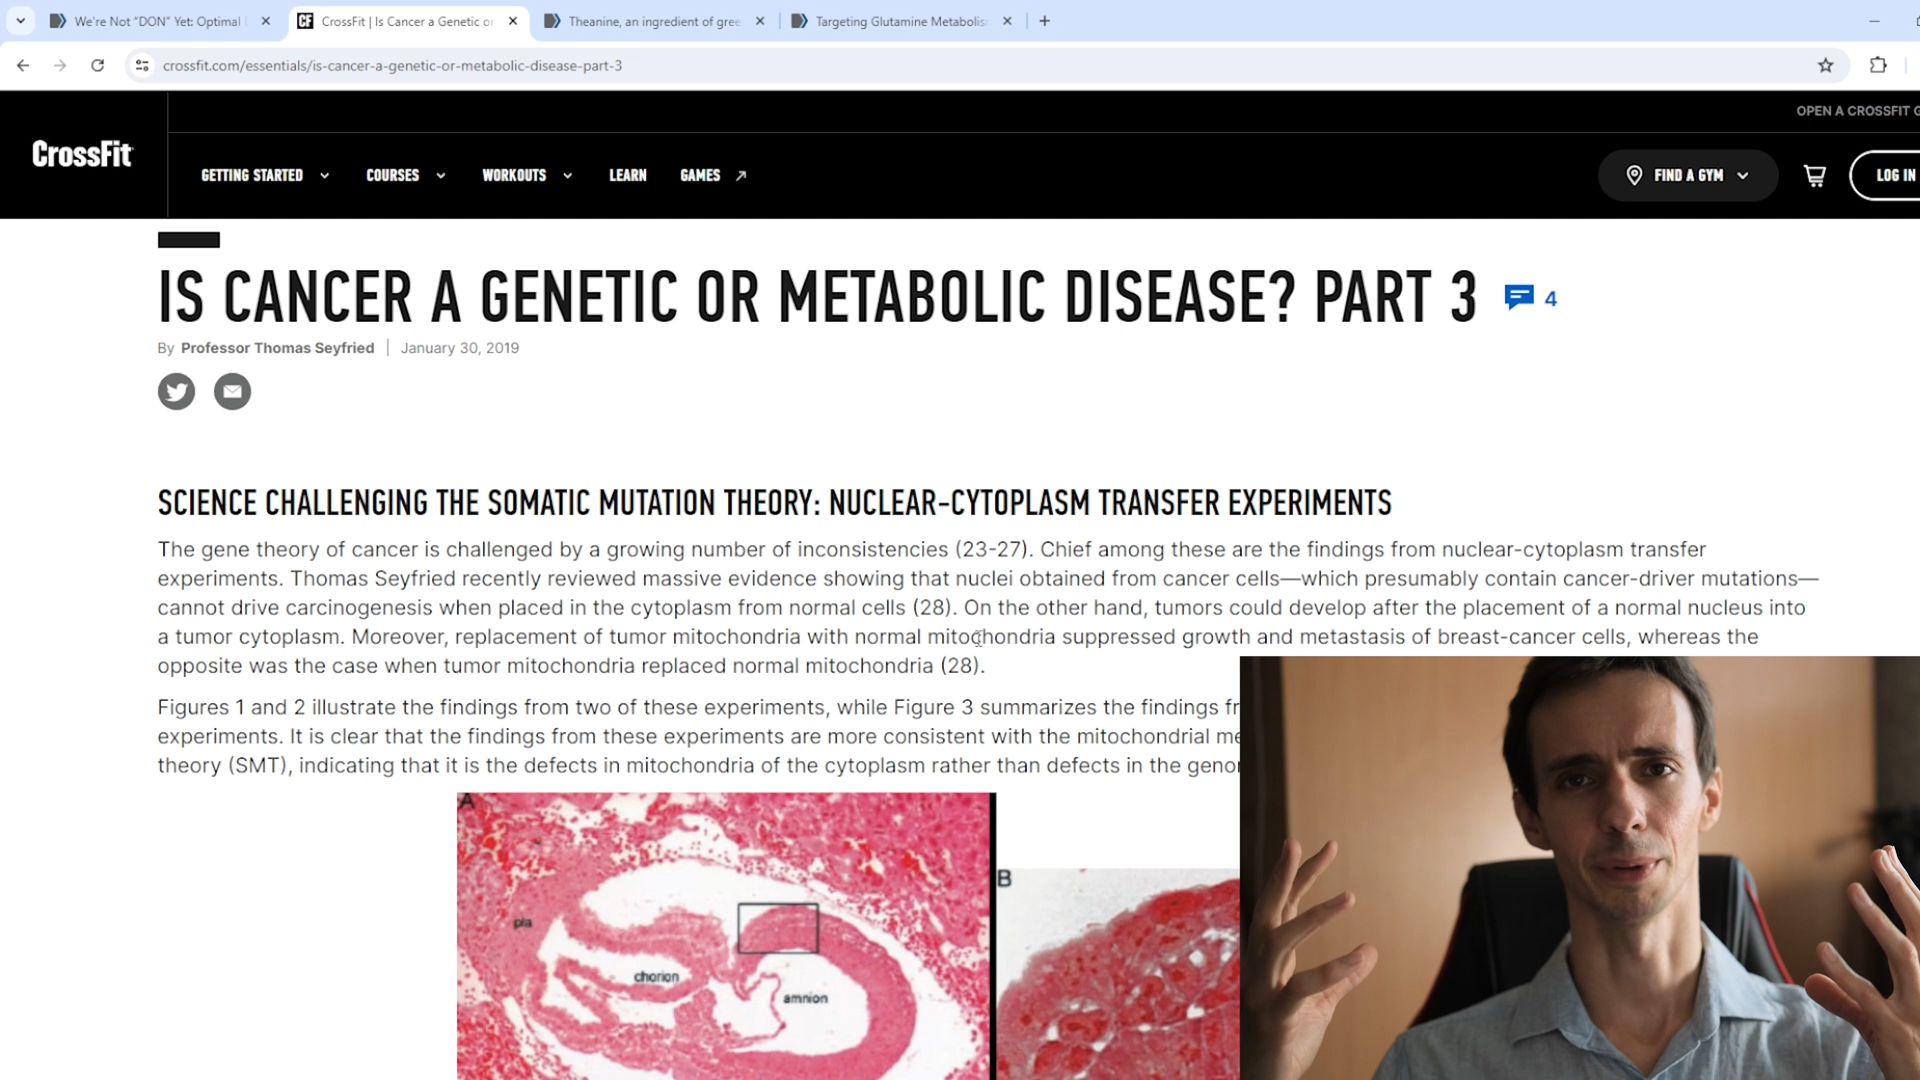 We're Not "DON" Yet: Optimal
CrossFit | Is Cancer a Genetic or
Theanine, an ingredient of gree
Targeting Glutamine Metabolis
crossfit.com/essentials/is-cancer-a-genetic-or-metabolic-disease-part-3
OPEN A CROSSFIT G
CrossFit
GETTING STARTED
COURSES
WORKOUTS
LEARN
GAMES
FIND A GYM
LOG IN
IS CANCER A GENETIC OR METABOLIC DISEASE? PART 3
4
By Professor Thomas Seyfried | January 30, 2019
SCIENCE CHALLENGING THE SOMATIC MUTATION THEORY: NUCLEAR-CYTOPLASM TRANSFER EXPERIMENTS
The gene theory of cancer is challenged by a growing number of inconsistencies (23-27). Chief among these are the findings from nuclear-cytoplasm transfer
experiments. Thomas Seyfried recently reviewed massive evidence showing that nuclei obtained from cancer cells—which presumably contain cancer-driver mutations—
cannot drive carcinogenesis when placed in the cytoplasm from normal cells (28). On the other hand, tumors could develop after the placement of a normal nucleus into
a tumor cytoplasm. Moreover, replacement of tumor mitochondria with normal mitochondria suppressed growth and metastasis of breast-cancer cells, whereas the
opposite was the case when tumor mitochondria replaced normal mitochondria (28).
Figures 1 and 2 illustrate the findings from two of these experiments, while Figure 3 summarizes the findings fr
experiments. It is clear that the findings from these experiments are more consistent with the mitochondrial me
theory (SMT), indicating that it is the defects in mitochondria of the cytoplasm rather than defects in the geno
A
B
pla
chorion
amnion